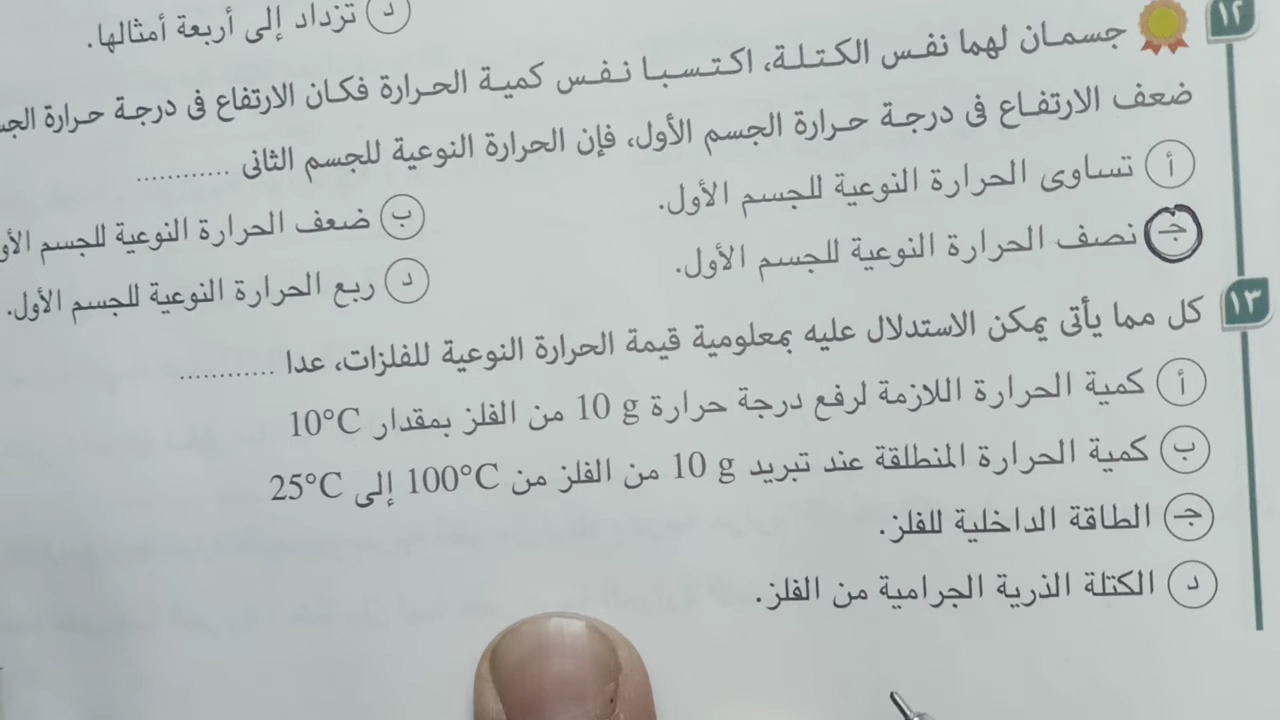 د تزداد إلى أربعة أمثالها.
١٢ جسمان لهما نفس الكتلة، اكتسبا نفس كمية الحرارة فكان الارتفاع فى درجة حرارة
ضعف الارتفاع فى درجة حرارة الجسم الأول، فإن الحرارة النوعية للجسم الثانى ............
أ تساوى الحرارة النوعية للجسم الأول.
ب ضعف الحرارة النوعية للجسم
جـ نصف الحرارة النوعية للجسم الأول.
د ربع الحرارة النوعية للجسم الأول.
١٣ كل مما يأتى يمكن الاستدلال عليه بمعلومية قيمة الحرارة النوعية للفلزات، عدا ............
أ كمية الحرارة اللازمة لرفع درجة حرارة 10 g من الفلز بمقدار 10°C
ب كمية الحرارة المنطلقة عند تبريد 10 g من الفلز من 100°C إلى 25°C
جـ الطاقة الداخلية للفلز.
د الكتلة الذرية الجرامية من الفلز.